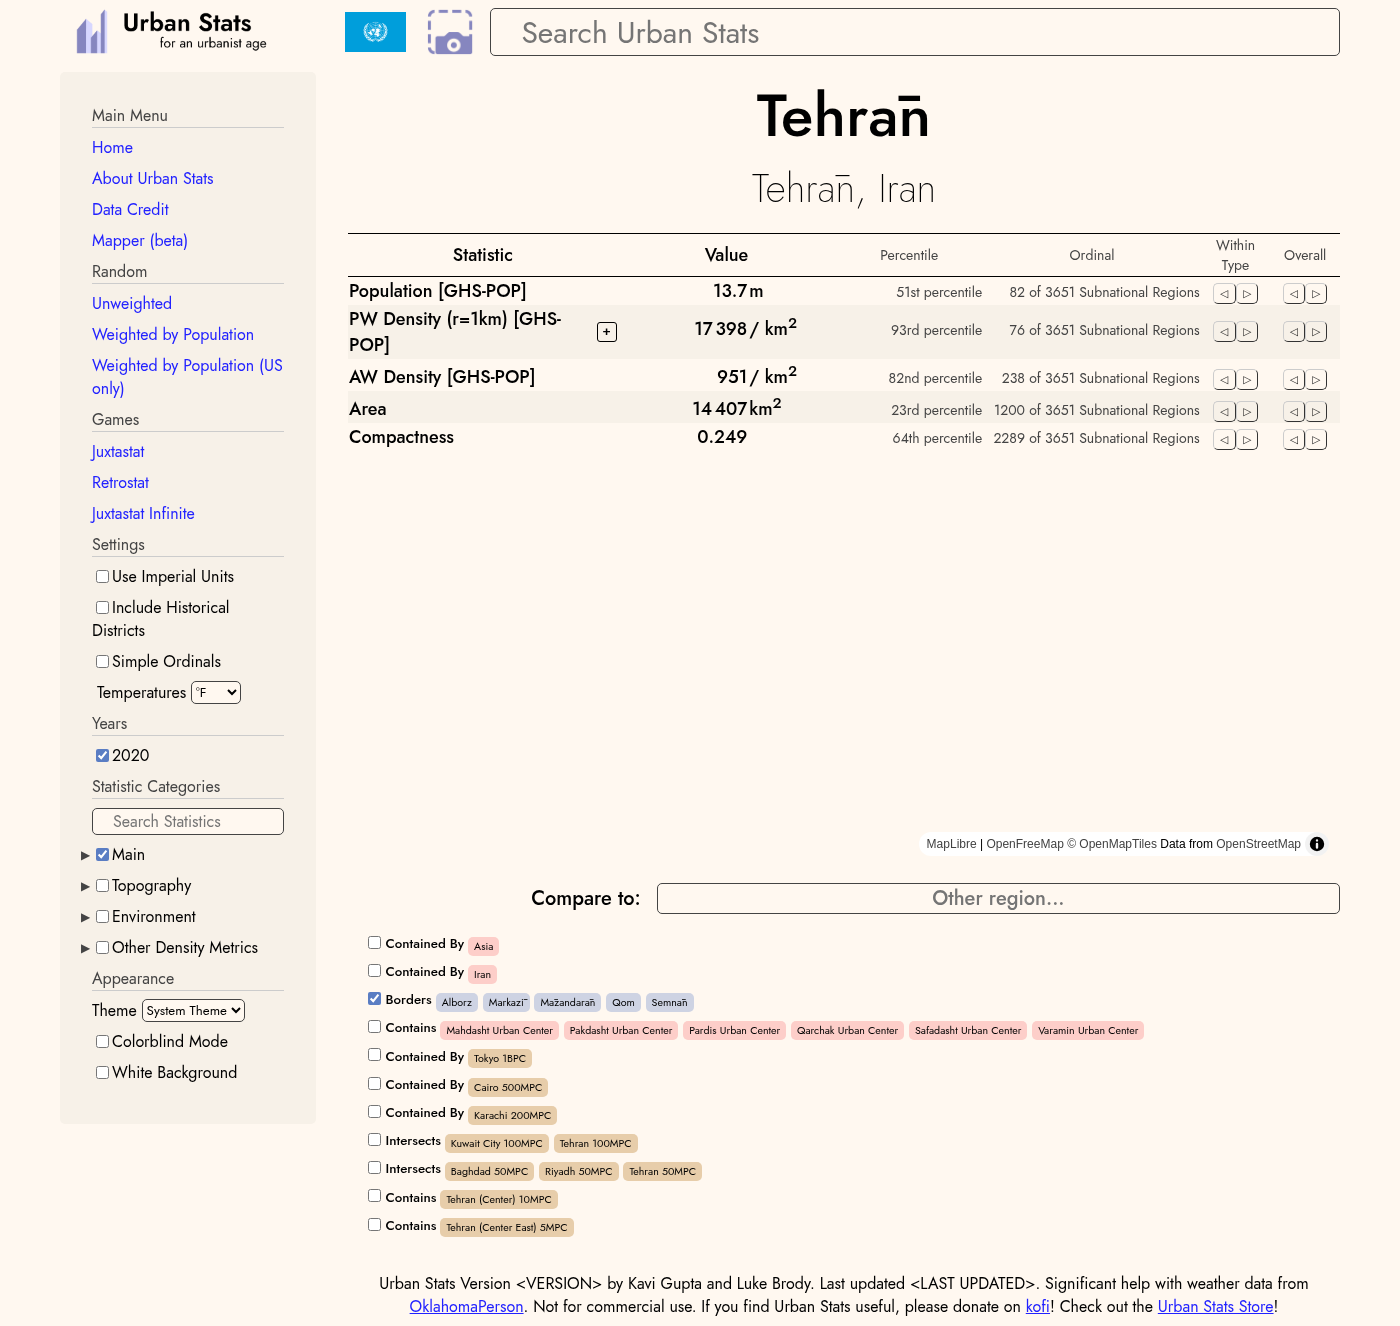 Urban Stats
for an urbanist age
Search Urban Stats
Main Menu
Home
About Urban Stats
Data Credit
Mapper (beta)
Random
Unweighted
Weighted by Population
Weighted by Population (US
only)
Games
Juxtastat
Retrostat
Juxtastat Infinite
Settings
Use Imperial Units
Include Historical
Districts
Simple Ordinals
Temperatures °F
Years
2020
Statistic Categories
Search Statistics
Main
Topography
Environment
Other Density Metrics
Appearance
Theme System Theme
Colorblind Mode
White Background
Tehrān
Tehrān, Iran
Statistic Value Percentile Ordinal Within Type Overall
Population [GHS-POP] 13.7 m 51st percentile 82 of 3651 Subnational Regions
PW Density (r=1km) [GHS-
POP] + 17 398 / km² 93rd percentile 76 of 3651 Subnational Regions
AW Density [GHS-POP] 951 / km² 82nd percentile 238 of 3651 Subnational Regions
Area 14 407 km² 23rd percentile 1200 of 3651 Subnational Regions
Compactness 0.249 64th percentile 2289 of 3651 Subnational Regions
MapLibre | OpenFreeMap © OpenMapTiles Data from OpenStreetMap
Compare to: Other region...
Contained By Asia
Contained By Iran
Borders Alborz Markazī Māzandarān Qom Semnān
Contains Mahdasht Urban Center Pakdasht Urban Center Pardis Urban Center Qarchak Urban Center Safadasht Urban Center Varamin Urban Center
Contained By Tokyo 1BPC
Contained By Cairo 500MPC
Contained By Karachi 200MPC
Intersects Kuwait City 100MPC Tehran 100MPC
Intersects Baghdad 50MPC Riyadh 50MPC Tehran 50MPC
Contains Tehran (Center) 10MPC
Contains Tehran (Center East) 5MPC
Urban Stats Version <VERSION> by Kavi Gupta and Luke Brody. Last updated <LAST UPDATED>. Significant help with weather data from
OklahomaPerson. Not for commercial use. If you find Urban Stats useful, please donate on kofi! Check out the Urban Stats Store!